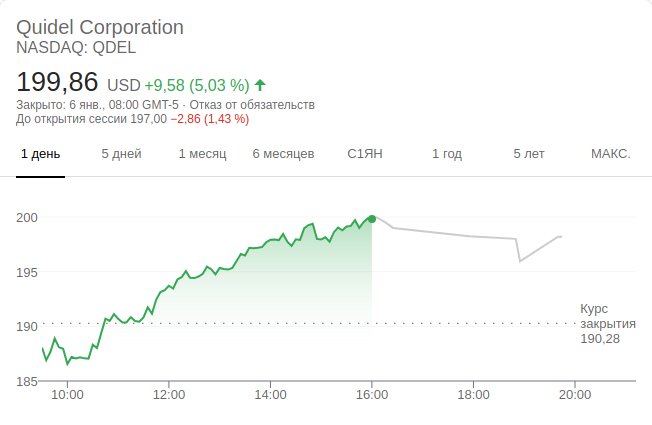 Quidel Corporation
NASDAQ: QDEL
199,86 USD +9,58 (5,03 %)
Закрыто: 6 янв., 08:00 GMT-5 · Отказ от обязательств
До открытия сессии 197,00 −2,86 (1,43 %)
1 день 5 дней 1 месяц 6 месяцев С1ЯН 1 год 5 лет МАКС.
200
195
190
185
Курс
закрытия
190,28
10:00 12:00 14:00 16:00 18:00 20:00